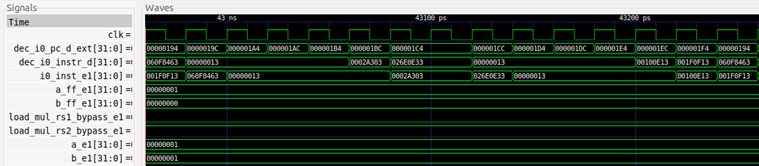 Signals
Waves
Time
43 ns 43100 ps 43200 ps
clk =
dec_i0_pc_d_ext[31:0] = 00000194 0000019C 000001A4 000001AC 000001B4 000001BC 000001C4 000001CC 000001D4 000001DC 000001E4 000001EC 000001F4 00000194
dec_i0_instr_d[31:0] = 060F8463 00000013 0002A303 026E0E33 00000013 00100E13 001F0F13 060F8463
i0_inst_e1[31:0] = 001F0F13 060F8463 00000013 0002A303 026E0E33 00000013 00100E13 001F0F13
a_ff_e1[31:0] = 00000001
b_ff_e1[31:0] = 00000000
load_mul_rs1_bypass_e1
load_mul_rs2_bypass_e1
a_e1[31:0] = 00000001
b_e1[31:0] = 00000001